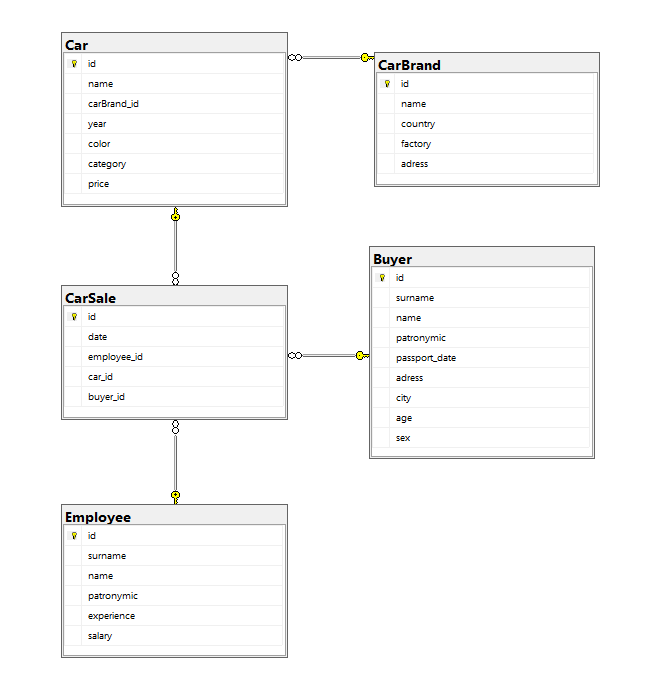 Car
id
name
carBrand_id
year
color
category
price
CarBrand
id
name
country
factory
adress
CarSale
id
date
employee_id
car_id
buyer_id
Buyer
id
surname
name
patronymic
passport_date
adress
city
age
sex
Employee
id
surname
name
patronymic
experience
salary